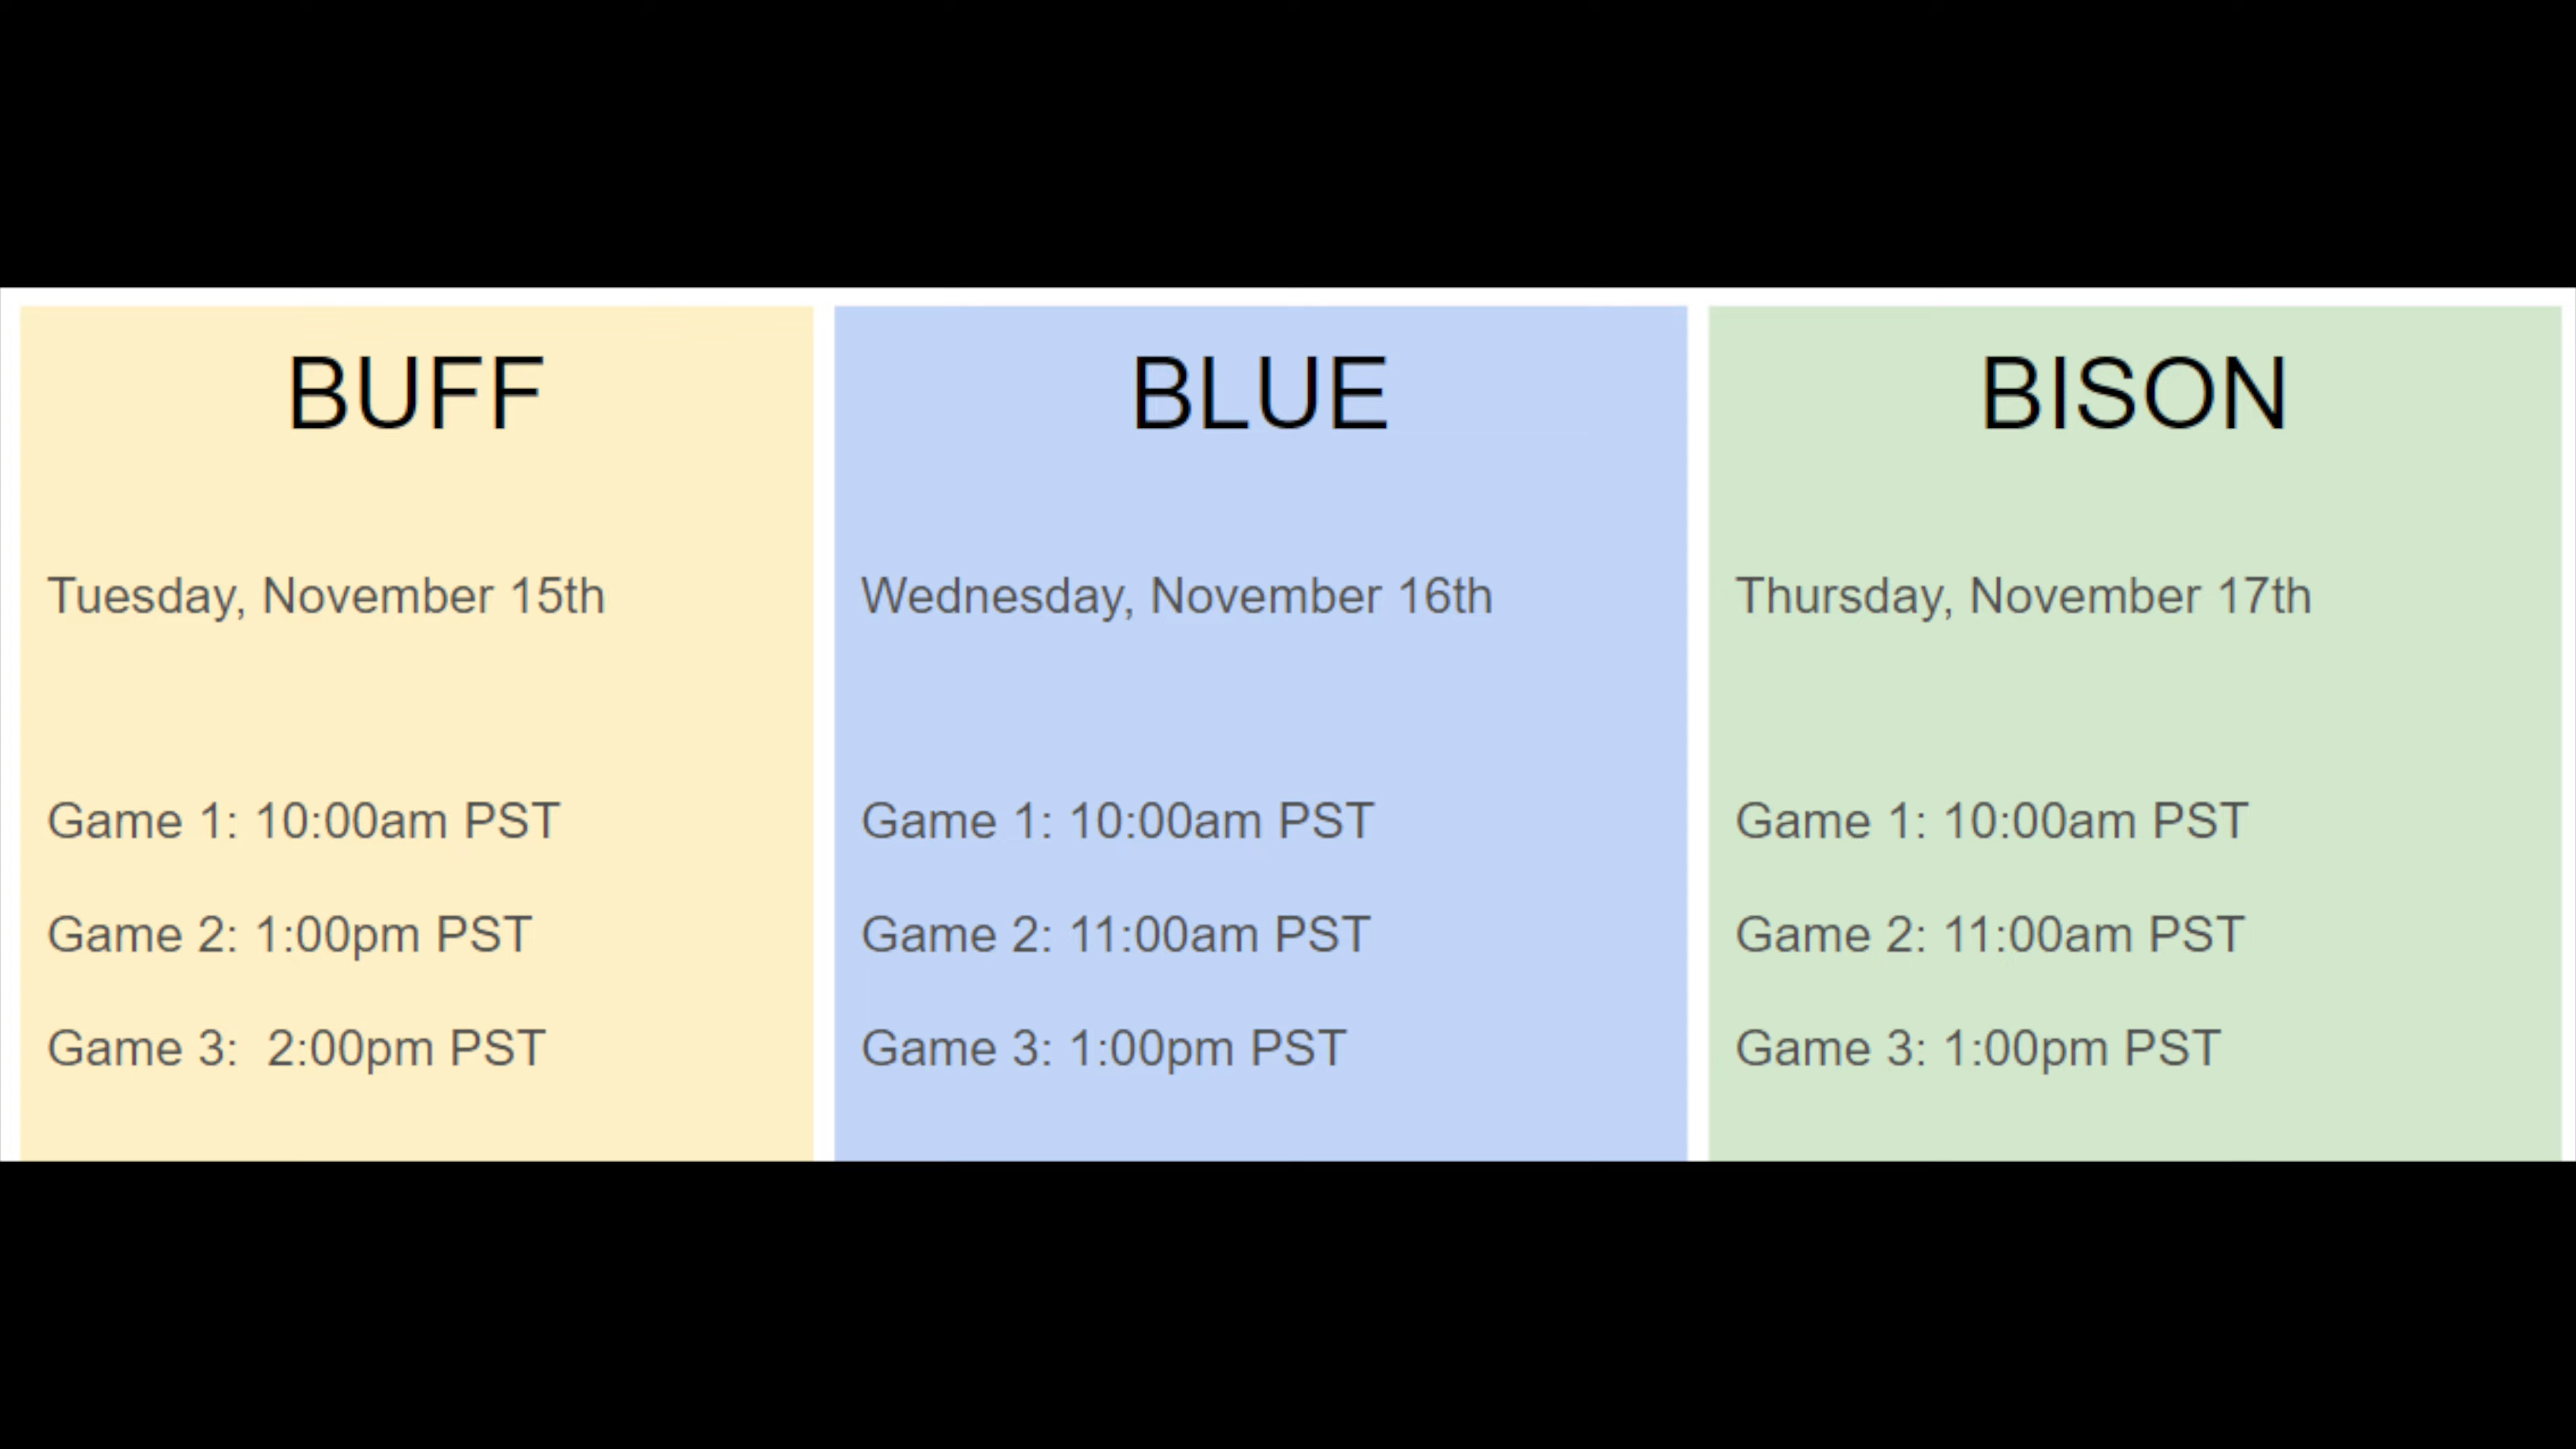 BUFF
Tuesday, November 15th
Game 1: 10:00am PST
Game 2: 1:00pm PST
Game 3:  2:00pm PST
BLUE
Wednesday, November 16th
Game 1: 10:00am PST
Game 2: 11:00am PST
Game 3: 1:00pm PST
BISON
Thursday, November 17th
Game 1: 10:00am PST
Game 2: 11:00am PST
Game 3: 1:00pm PST